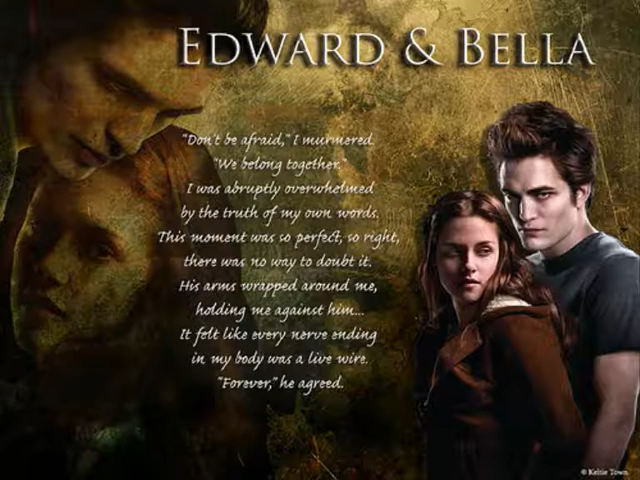 EDWARD & BELLA
"Don't be afraid," I murmured.
"We belong together."
I was abruptly overwhelmed
by the truth of my own words.
This moment was so perfect, so right,
there was no way to doubt it.
His arms wrapped around me,
holding me against him...
It felt like every nerve ending
in my body was a live wire.
"Forever," he agreed.
© Keltie Town